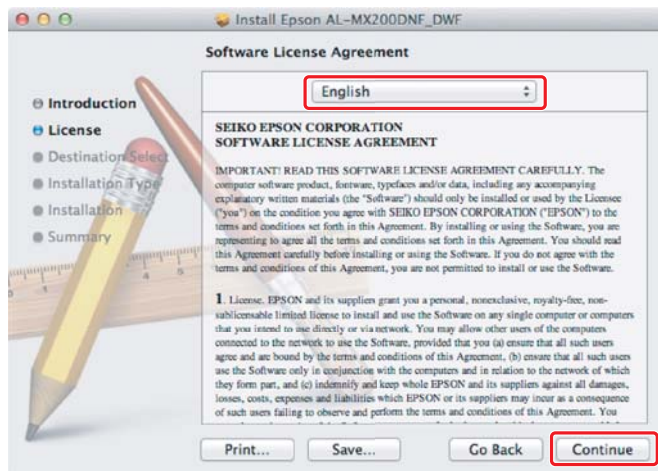 Install Epson AL-MX200DNF_DWF
Software License Agreement
English
Introduction
License
Destination Select
Installation Type
Installation
Summary
SEIKO EPSON CORPORATION
SOFTWARE LICENSE AGREEMENT
IMPORTANT! READ THIS SOFTWARE LICENSE AGREEMENT CAREFULLY. The
computer software product, fontware, typefaces and/or data, including any accompanying
explanatory written materials (the "Software") should only be installed or used by the Licensee
("you") on the condition you agree with SEIKO EPSON CORPORATION ("EPSON") to the
terms and conditions set forth in this Agreement. By installing or using the Software, you are
representing to agree all the terms and conditions set forth in this Agreement. You should read
this Agreement carefully before installing or using the Software. If you do not agree with the
terms and conditions of this Agreement, you are not permitted to install or use the Software.
1. License. EPSON and its suppliers grant you a personal, nonexclusive, royalty-free, non-
sublicensable limited license to install and use the Software on any single computer or computers
that you intend to use directly or via network. You may allow other users of the computers
connected to the network to use the Software, provided that you (a) ensure that all such users
agree and are bound by the terms and conditions of this Agreement, (b) ensure that all such users
use the Software only in conjunction with the computers and in relation to the network of which
they form part, and (c) indemnify and keep whole EPSON and its suppliers against all damages,
losses, costs, expenses and liabilities which EPSON or its suppliers may incur as a consequence
of such users failing to observe and perform the terms and conditions of this Agreement. You
Print...
Save...
Go Back
Continue